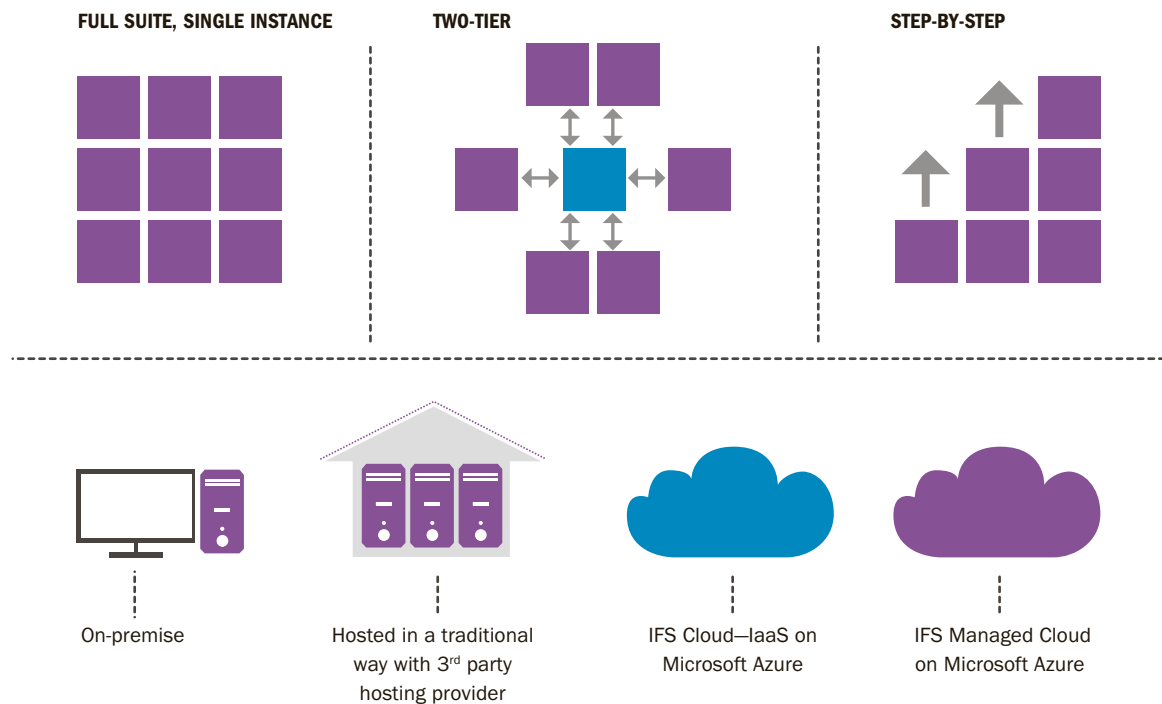 FULL SUITE, SINGLE INSTANCE
TWO-TIER
STEP-BY-STEP
On-premise
Hosted in a traditional
way with 3rd party
hosting provider
IFS Cloud—IaaS on
Microsoft Azure
IFS Managed Cloud
on Microsoft Azure